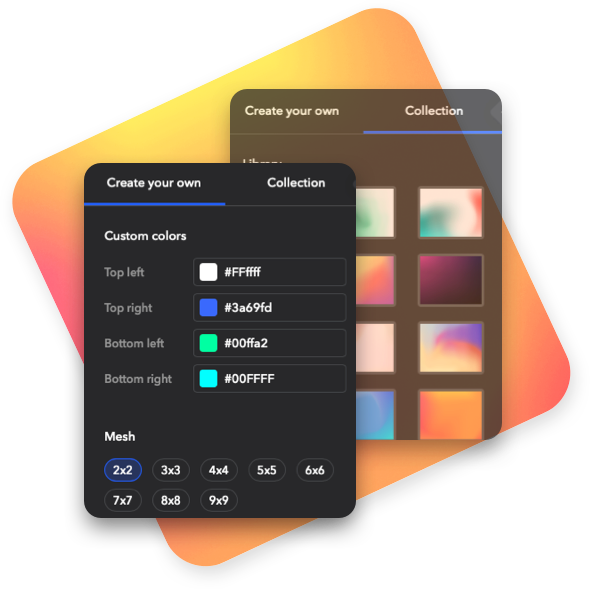 Create your own Collection
Library
Create your own Collection
Custom colors
Top left #FFffff
Top right #3a69fd
Bottom left #00ffa2
Bottom right #00FFFF
Mesh
2x2 3x3 4x4 5x5 6x6
7x7 8x8 9x9